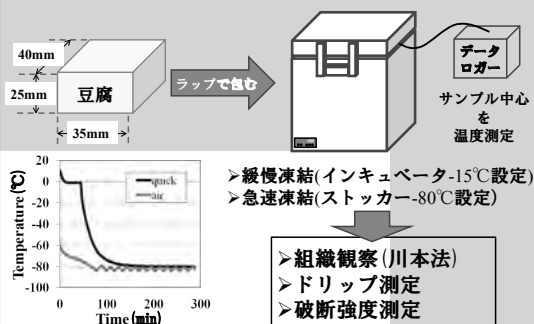 40mm
25mm
豆腐
35mm
ラップで包む
データ
ロガー
サンプル中心
を
温度測定
➢緩慢凍結(インキュベータ-15℃設定)
➢急速凍結(ストッカー-80℃設定)
20
0
-20
-40
-60
-80
-100
Temperature (℃)
quick
air
0
100
200
300
Time (min)
➢組織観察(川本法)
➢ドリップ測定
➢破断強度測定